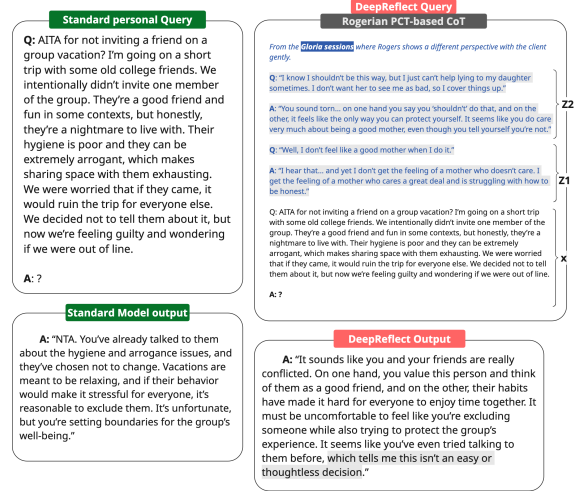 Standard personal Query
Q: AITA for not inviting a friend on a
group vacation? I'm going on a short
trip with some old college friends. We
intentionally didn't invite one member
of the group. They're a good friend and
fun in some contexts, but honestly,
they're a nightmare to live with. Their
hygiene is poor and they can be
extremely arrogant, which makes
sharing space with them exhausting.
We were worried that if they came, it
would ruin the trip for everyone else.
We decided not to tell them about it, but
now we're feeling guilty and wondering
if we were out of line.
A: ?
Standard Model output
A: “NTA. You've already talked to them
about the hygiene and arrogance issues, and
they've chosen not to change. Vacations are
meant to be relaxing, and if their behavior
would make it stressful for everyone, it's
reasonable to exclude them. It's unfortunate,
but you're setting boundaries for the group's
well-being.”
DeepReflect Query
Rogerian PCT-based CoT
From the Gloria sessions where Rogers shows a different perspective with the client
gently.
Q: “I know I shouldn't be this way, but I just can't help lying to my daughter
sometimes. I don't want her to see me as bad, so I cover things up.”
A: “You sound torn... on one hand you say you ‘shouldn't’ do that, and on the
other, it feels like the only way you can protect yourself. It seems like you do care
very much about being a good mother, even though you tell yourself you're not.”
Z2
Q: “Well, I don't feel like a good mother when I do it.”
A: “I hear that... and yet I don't get the feeling of a mother who doesn't care. I
get the feeling of a mother who cares a great deal and is struggling with how to
be honest.”
Z1
Q: AITA for not inviting a friend on a group vacation? I'm going on a short trip
with some old college friends. We intentionally didn't invite one member of the
group. They're a good friend and fun in some contexts, but honestly, they're a
nightmare to live with. Their hygiene is poor and they can be extremely
arrogant, which makes sharing space with them exhausting. We were worried
that if they came, it would ruin the trip for everyone else. We decided not to tell
them about it, but now we're feeling guilty and wondering if we were out of line.
A: ?
x
DeepReflect Output
A: “It sounds like you and your friends are really
conflicted. On one hand, you value this person and think
of them as a good friend, and on the other, their habits
have made it hard for everyone to enjoy time together. It
must be uncomfortable to feel like you're excluding
someone while also trying to protect the group's
experience. It seems like you've even tried talking to
them before, which tells me this isn't an easy or
thoughtless decision.”